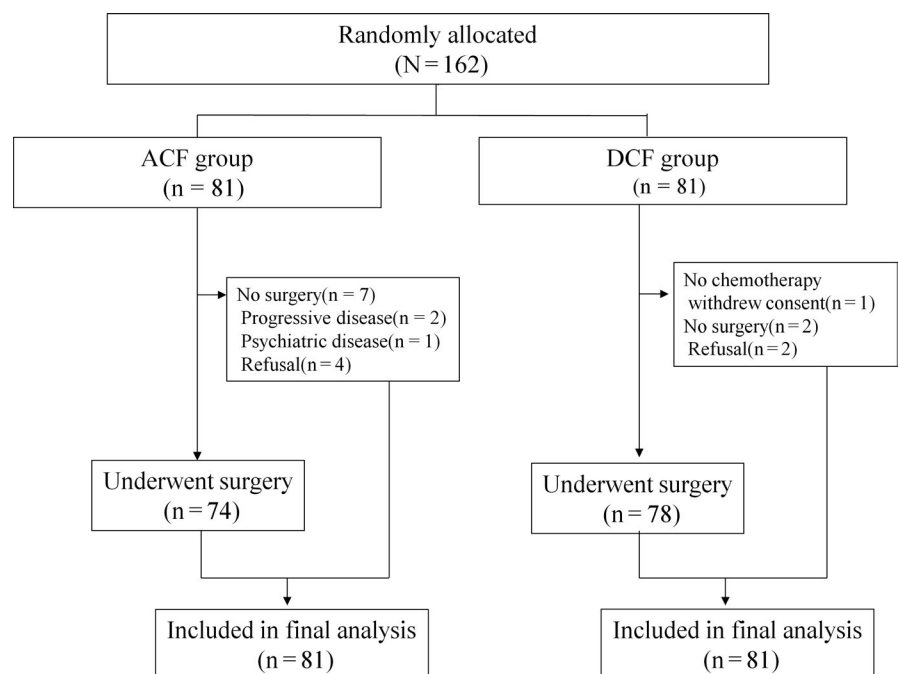 Randomly allocated
(N = 162)
ACF group
(n = 81)
DCF group
(n = 81)
No surgery(n = 7)
Progressive disease(n = 2)
Psychiatric disease(n = 1)
Refusal(n = 4)
No chemotherapy
withdrew consent(n = 1)
No surgery(n = 2)
Refusal(n = 2)
Underwent surgery
(n = 74)
Underwent surgery
(n = 78)
Included in final analysis
(n = 81)
Included in final analysis
(n = 81)